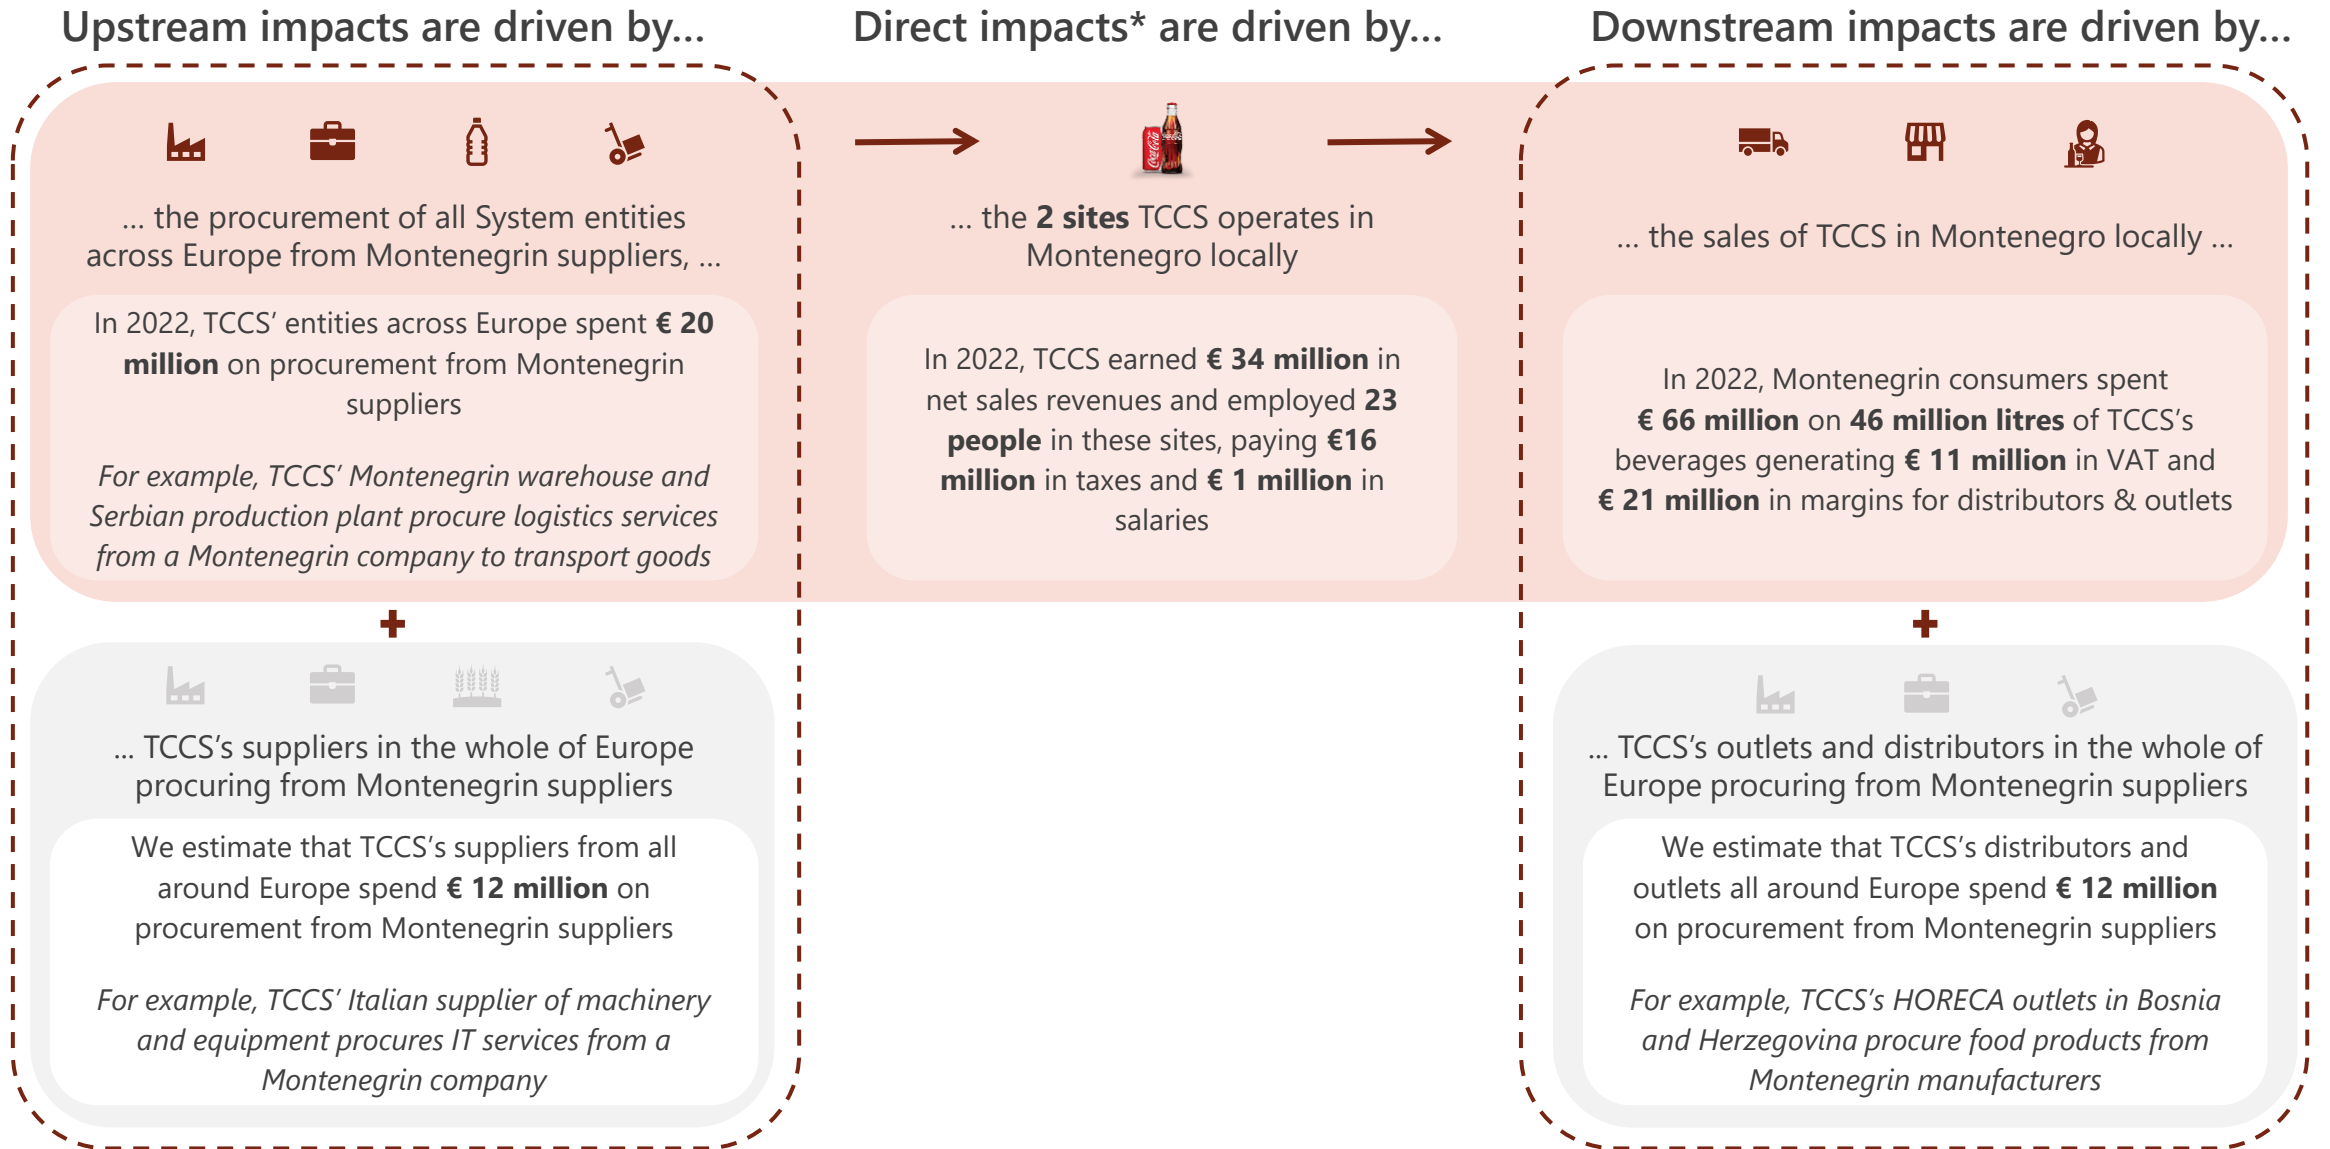 Upstream impacts are driven by...
... the procurement of all System entities
across Europe from Montenegrin suppliers, ...
In 2022, TCCS’ entities across Europe spent € 20
million on procurement from Montenegrin
suppliers
For example, TCCS’ Montenegrin warehouse and
Serbian production plant procure logistics services
from a Montenegrin company to transport goods
+
... TCCS’s suppliers in the whole of Europe
procuring from Montenegrin suppliers
We estimate that TCCS’s suppliers from all
around Europe spend € 12 million on
procurement from Montenegrin suppliers
For example, TCCS’ Italian supplier of machinery
and equipment procures IT services from a
Montenegrin company
Direct impacts* are driven by...
Coca-Cola
... the 2 sites TCCS operates in
Montenegro locally
In 2022, TCCS earned € 34 million in
net sales revenues and employed 23
people in these sites, paying €16
million in taxes and € 1 million in
salaries
Downstream impacts are driven by...
... the sales of TCCS in Montenegro locally ...
In 2022, Montenegrin consumers spent
€ 66 million on 46 million litres of TCCS’s
beverages generating € 11 million in VAT and
€ 21 million in margins for distributors & outlets
+
... TCCS’s outlets and distributors in the whole of
Europe procuring from Montenegrin suppliers
We estimate that TCCS’s distributors and
outlets all around Europe spend € 12 million
on procurement from Montenegrin suppliers
For example, TCCS’s HORECA outlets in Bosnia
and Herzegovina procure food products from
Montenegrin manufacturers